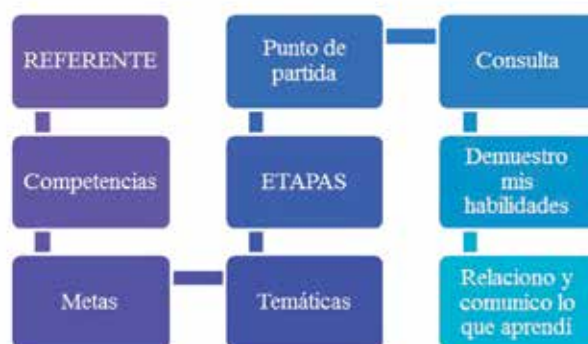 REFERENTE
Competencias
Metas
Temáticas
ETAPAS
Punto de
partida
Consulta
Demuestro
mis
habilidades
Relaciono y
comunico lo
que aprendí